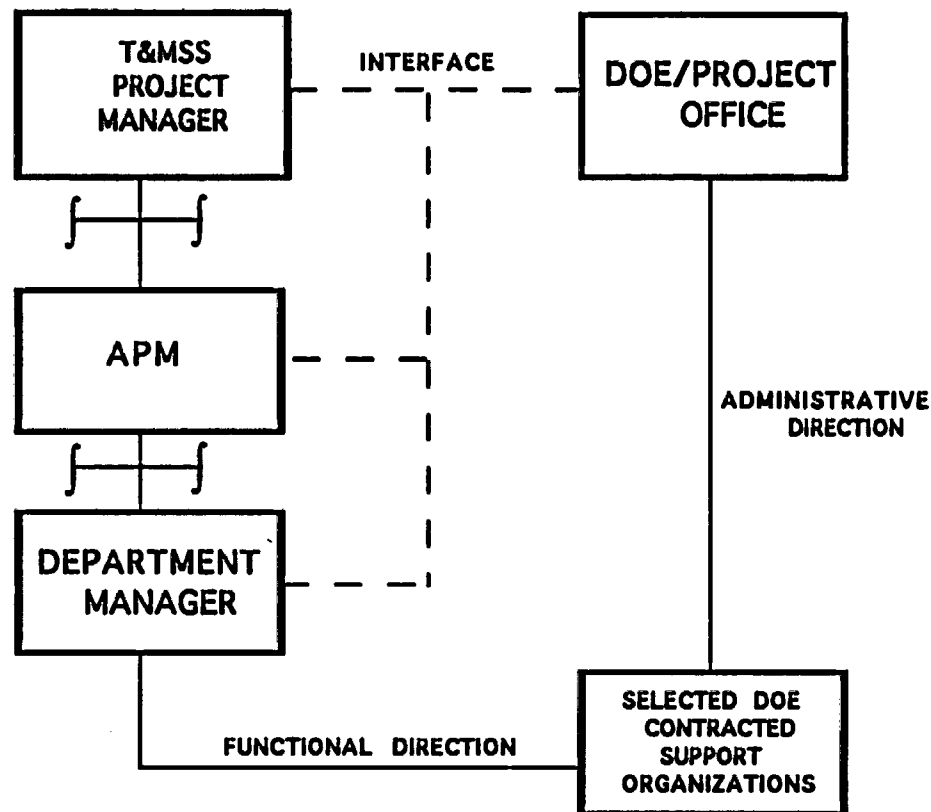 T&MSS
PROJECT
MANAGER
INTERFACE
DOE/PROJECT
OFFICE
APM
ADMINISTRATIVE
DIRECTION
DEPARTMENT
MANAGER
FUNCTIONAL DIRECTION
SELECTED DOE
CONTRACTED
SUPPORT
ORGANIZATIONS